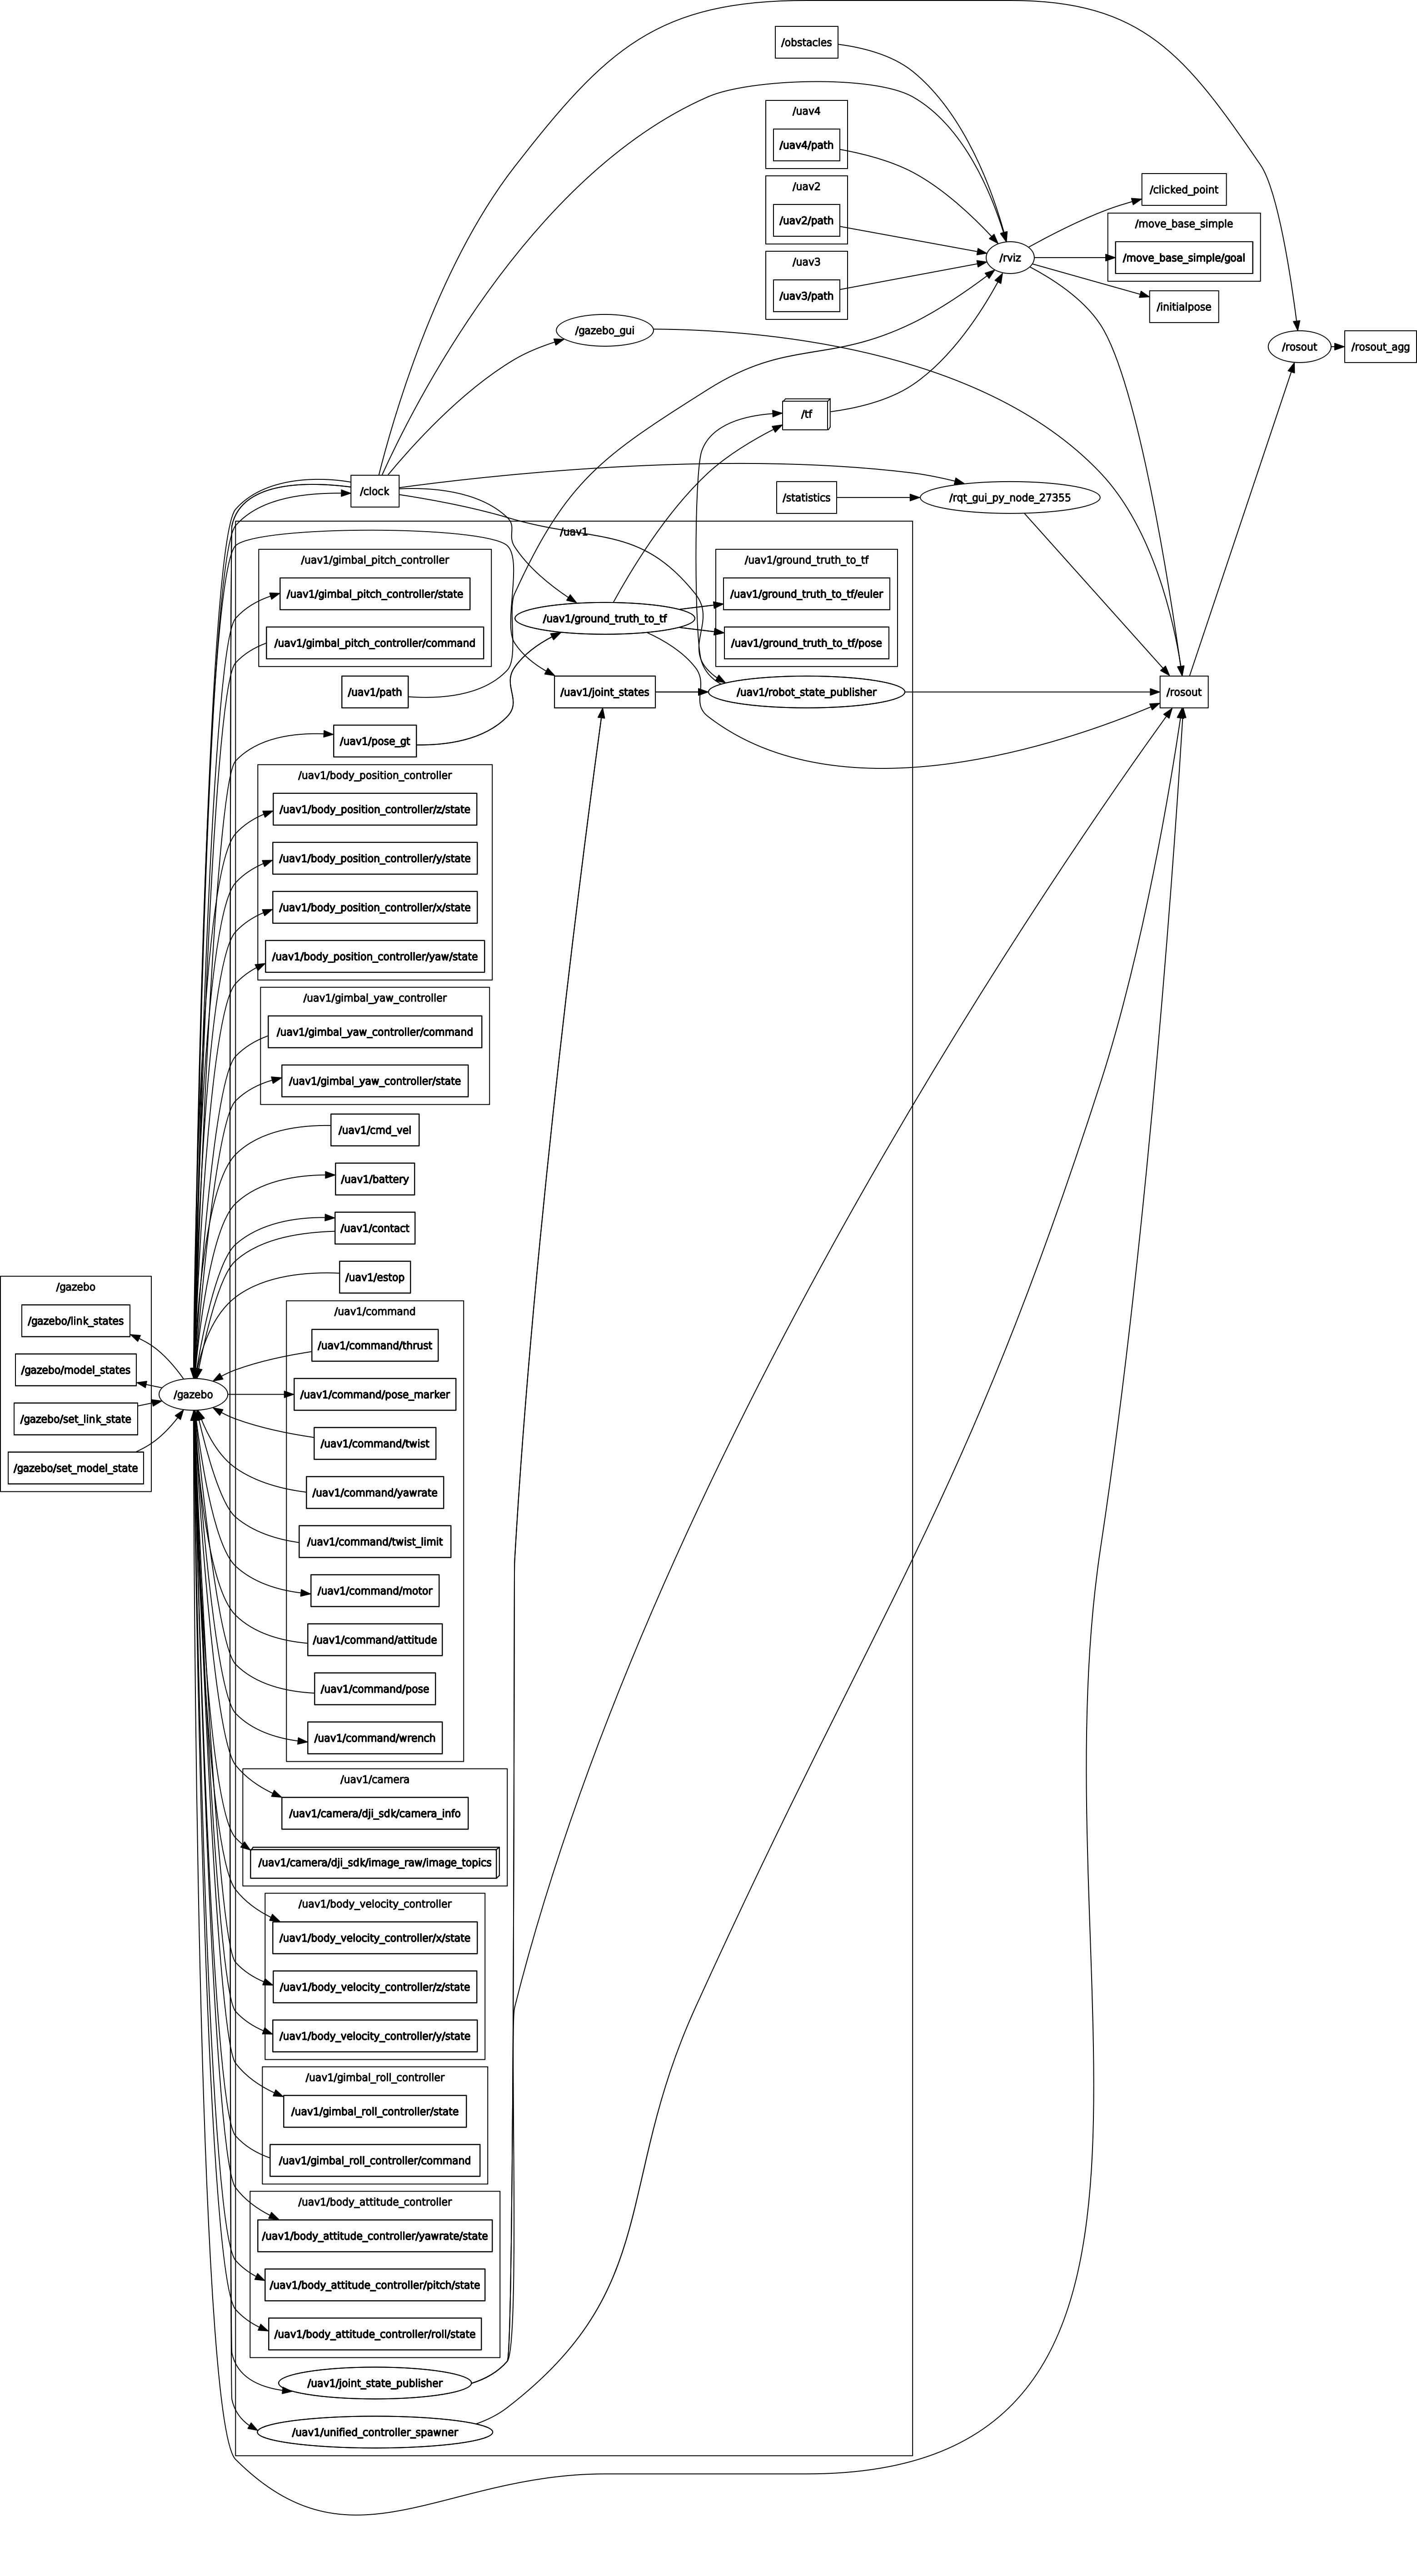 /obstacles
/uav4
/uav4/path
/uav2
/uav2/path
/uav3
/uav3/path
/clicked_point
/move_base_simple
/move_base_simple/goal
/rviz
/initialpose
/gazebo_gui
/rosout
/rosout_agg
/tf
/clock
/statistics
/rqt_gui_py_node_27355
/uav1
/uav1/gimbal_pitch_controller
/uav1/gimbal_pitch_controller/state
/uav1/gimbal_pitch_controller/command
/uav1/ground_truth_to_tf
/uav1/ground_truth_to_tf
/uav1/ground_truth_to_tf/euler
/uav1/ground_truth_to_tf/pose
/uav1/path
/uav1/joint_states
/uav1/robot_state_publisher
/rosout
/uav1/pose_gt
/uav1/body_position_controller
/uav1/body_position_controller/z/state
/uav1/body_position_controller/y/state
/uav1/body_position_controller/x/state
/uav1/body_position_controller/yaw/state
/uav1/gimbal_yaw_controller
/uav1/gimbal_yaw_controller/command
/uav1/gimbal_yaw_controller/state
/uav1/cmd_vel
/uav1/battery
/uav1/contact
/uav1/estop
/gazebo
/gazebo/link_states
/gazebo/model_states
/gazebo/set_link_state
/gazebo/set_model_state
/gazebo
/uav1/command
/uav1/command/thrust
/uav1/command/pose_marker
/uav1/command/twist
/uav1/command/yawrate
/uav1/command/twist_limit
/uav1/command/motor
/uav1/command/attitude
/uav1/command/pose
/uav1/command/wrench
/uav1/camera
/uav1/camera/dji_sdk/camera_info
/uav1/camera/dji_sdk/image_raw/image_topics
/uav1/body_velocity_controller
/uav1/body_velocity_controller/x/state
/uav1/body_velocity_controller/z/state
/uav1/body_velocity_controller/y/state
/uav1/gimbal_roll_controller
/uav1/gimbal_roll_controller/state
/uav1/gimbal_roll_controller/command
/uav1/body_attitude_controller
/uav1/body_attitude_controller/yawrate/state
/uav1/body_attitude_controller/pitch/state
/uav1/body_attitude_controller/roll/state
/uav1/joint_state_publisher
/uav1/unified_controller_spawner